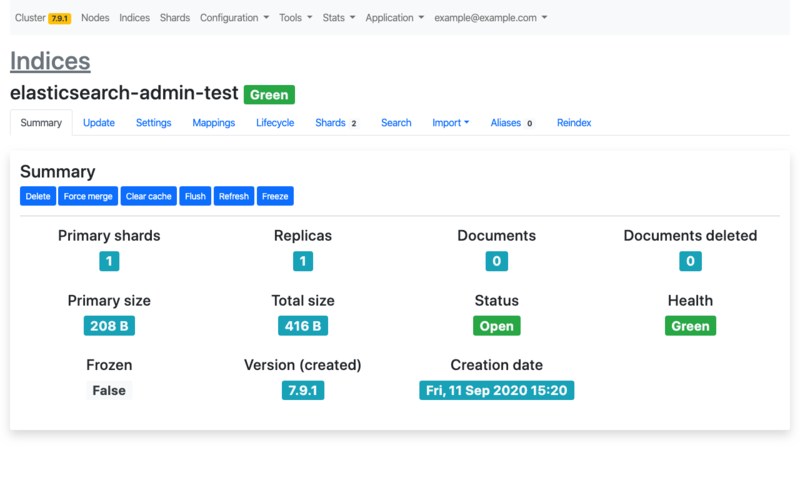 Cluster 7.9.1 Nodes Indices Shards Configuration Tools Stats Application example@example.com
Indices
elasticsearch-admin-test Green
Summary Update Settings Mappings Lifecycle Shards 2 Search Import Aliases 0 Reindex
Summary
Delete Force merge Clear cache Flush Refresh Freeze
Primary shards Replicas Documents Documents deleted
1 1 0 0
Primary size Total size Status Health
208 B 416 B Open Green
Frozen Version (created) Creation date
False 7.9.1 Fri, 11 Sep 2020 15:20